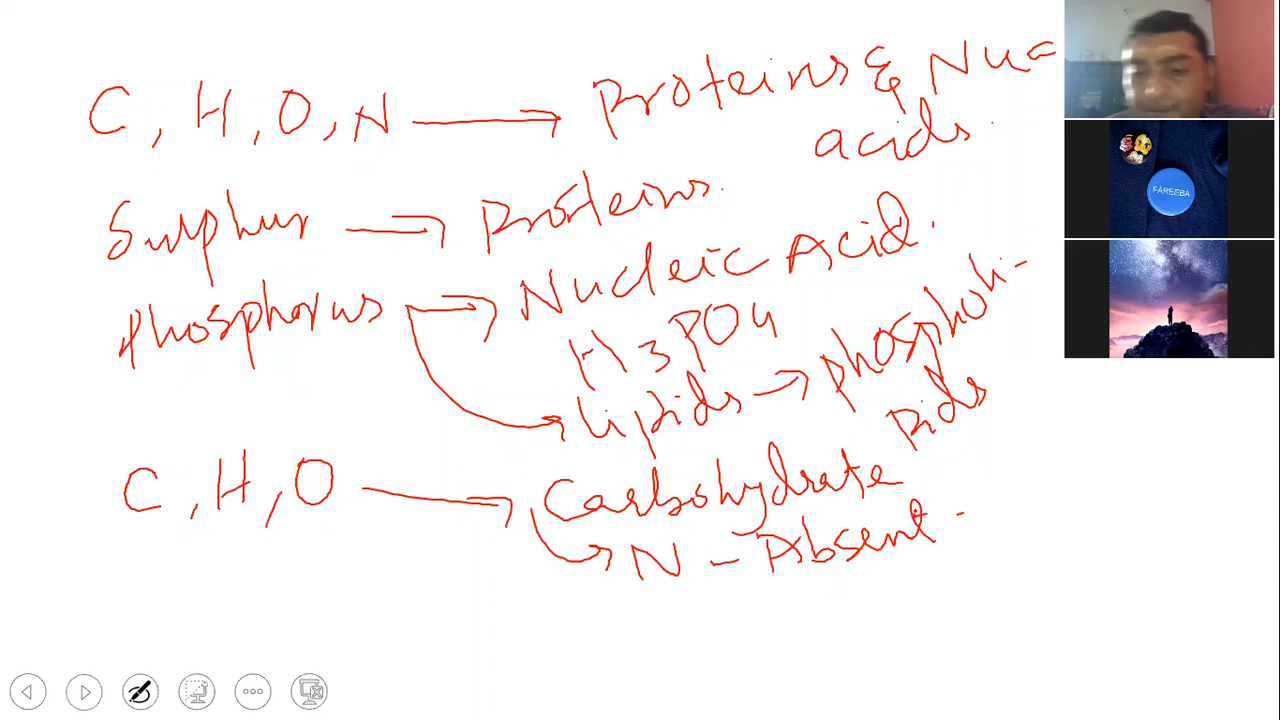 C, H, O, N → Proteins & Nuc
acids.
Sulphur → Proteins.
Phosphorus → Nucleic Acid.
H3PO4
Lipids → phospholi-
pids
C, H, O → Carbohydrate
N - Absent.
FAREEBA